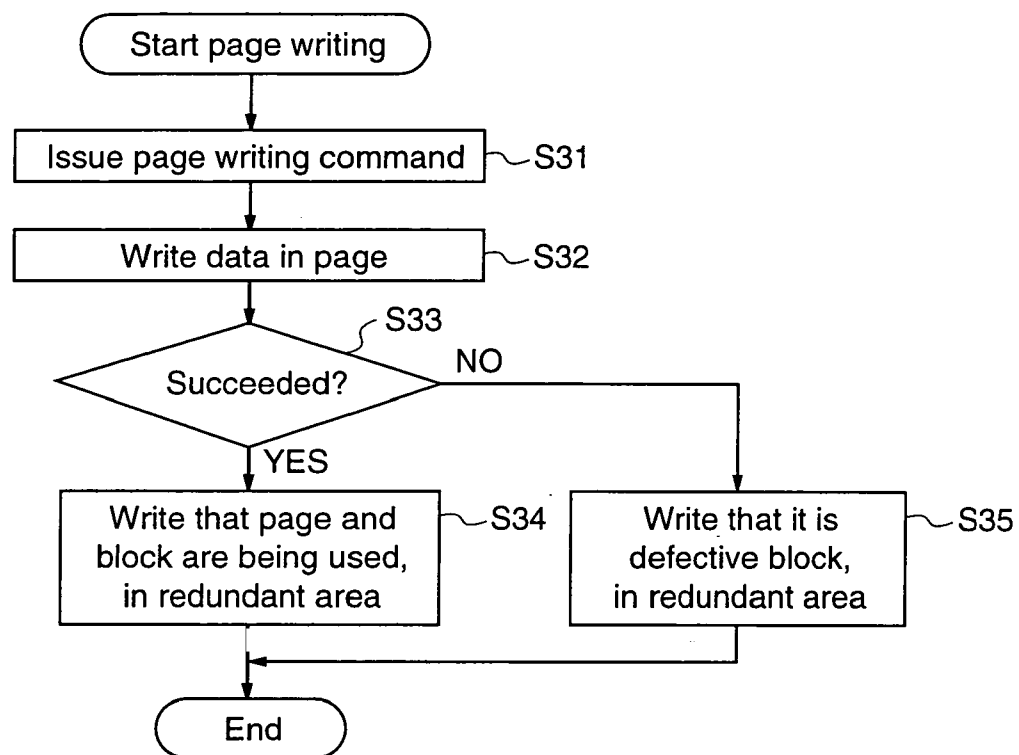 Start page writing
Issue page writing command
S31
Write data in page
S32
S33
Succeeded?
NO
YES
Write that page and
block are being used,
in redundant area
S34
Write that it is
defective block,
in redundant area
S35
End